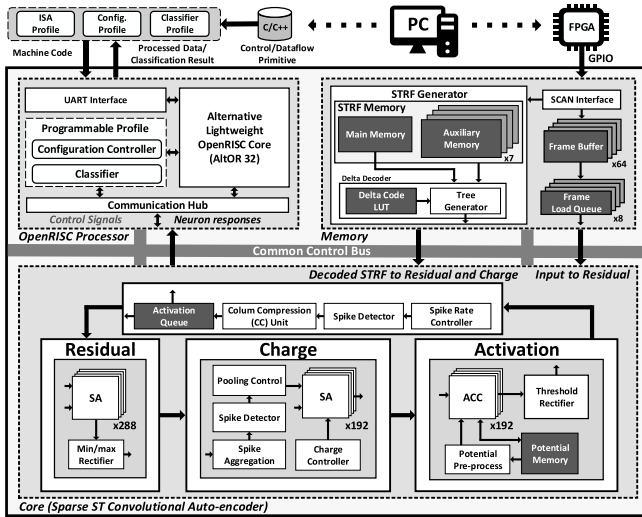 ISA
Profile
Config.
Profile
Classifier
Profile
C/C++
PC
FPGA
Machine Code
Processed Data/
Classification Result
Control/Dataflow
Primitive
GPIO
UART Interface
Programmable Profile
Configuration Controller
Classifier
Alternative
Lightweight
OpenRISC Core
(AltOR 32)
Communication Hub
Control Signals
Neuron responses
OpenRISC Processor
STRF Generator
STRF Memory
Main Memory
Auxiliary
Memory
x7
Delta Decoder
Delta Code
LUT
Tree
Generator
SCAN Interface
Frame Buffer
x64
Frame
Load Queue
x8
Memory
Common Control Bus
Decoded STRF to Residual and Charge
Input to Residual
Activation
Queue
Colum Compression
(CC) Unit
Spike Detector
Spike Rate
Controller
Residual
SA
x288
Min/max
Rectifier
Charge
Pooling Control
Spike Detector
Spike
Aggregation
SA
x192
Charge
Controller
Activation
ACC
x192
Threshold
Rectifier
Potential
Pre-process
Potential
Memory
Core (Sparse ST Convolutional Auto-encoder)